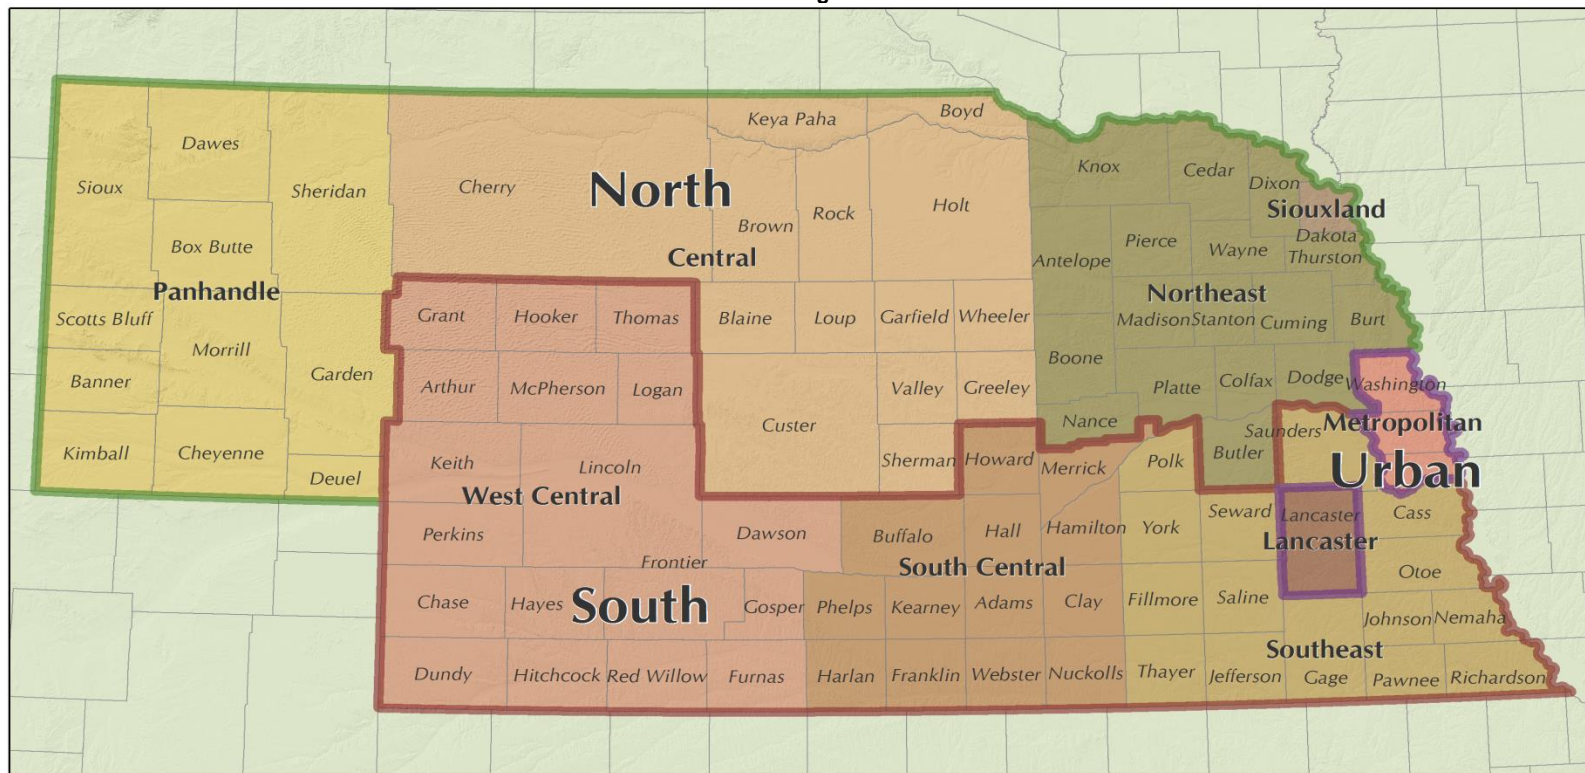 Keya Paha
Boyd
Dawes
Knox
Cedar
Sioux
Sheridan
Cherry
North
Dixon
Holt
Rock
Siouxland
Brown
Box Butte
Pierce
Wayne
Dakota
Central
Antelope
Thurston
Panhandle
Northeast
Scotts Bluff
Grant
Hooker
Thomas
Blaine
Loup
Garfield
Wheeler
Madison
Stanton
Cuming
Burt
Morrill
Boone
Banner
Garden
Arthur
McPherson
Logan
Valley
Greeley
Platte
Colfax
Dodge
Washington
Custer
Nance
Saunders
Metropolitan
Kimball
Cheyenne
Keith
Lincoln
Sherman
Howard
Merrick
Polk
Butler
Urban
Deuel
West Central
Seward
Lancaster
Cass
Perkins
Dawson
Buffalo
Hall
Hamilton
York
Lancaster
Frontier
South Central
Otoe
Chase
Hayes
South
Gosper
Phelps
Kearney
Adams
Clay
Fillmore
Saline
Johnson
Nemaha
Southeast
Dundy
Hitchcock
Red Willow
Furnas
Harlan
Franklin
Webster
Nuckolls
Thayer
Jefferson
Gage
Pawnee
Richardson